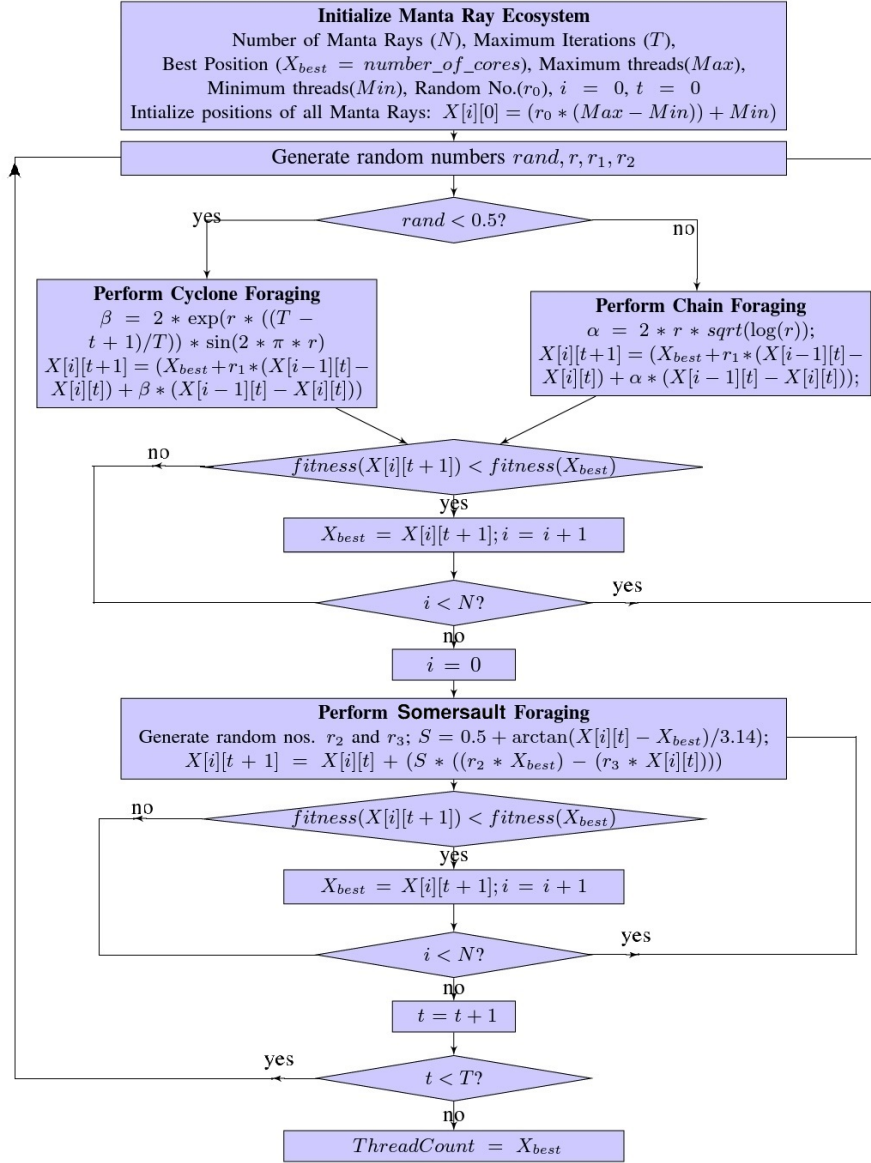 Initialize Manta Ray Ecosystem
Number of Manta Rays (N), Maximum Iterations (T),
Best Position (X_best = number_of_cores), Maximum threads(Max),
Minimum threads(Min), Random No.(r_0), i = 0, t = 0
Intialize positions of all Manta Rays: X[i][0] = (r_0 * (Max − Min)) + Min)
Generate random numbers rand, r, r_1, r_2
rand < 0.5?
yes
no
Perform Cyclone Foraging
β = 2 * exp(r * ((T −
t + 1)/T)) * sin(2 * π * r)
X[i][t+1] = (X_best + r_1 * (X[i−1][t]−
X[i][t]) + β * (X[i − 1][t] − X[i][t]))
Perform Chain Foraging
α = 2 * r * sqrt(log(r));
X[i][t+1] = (X_best + r_1 * (X[i−1][t]−
X[i][t]) + α * (X[i − 1][t] − X[i][t]));
fitness(X[i][t + 1]) < fitness(X_best)
no
yes
X_best = X[i][t + 1]; i = i + 1
i < N?
yes
no
i = 0
Perform Somersault Foraging
Generate random nos. r_2 and r_3; S = 0.5 + arctan(X[i][t] − X_best)/3.14);
X[i][t + 1] = X[i][t] + (S * ((r_2 * X_best) − (r_3 * X[i][t])))
fitness(X[i][t + 1]) < fitness(X_best)
no
yes
X_best = X[i][t + 1]; i = i + 1
i < N?
yes
no
t = t + 1
t < T?
yes
no
ThreadCount = X_best